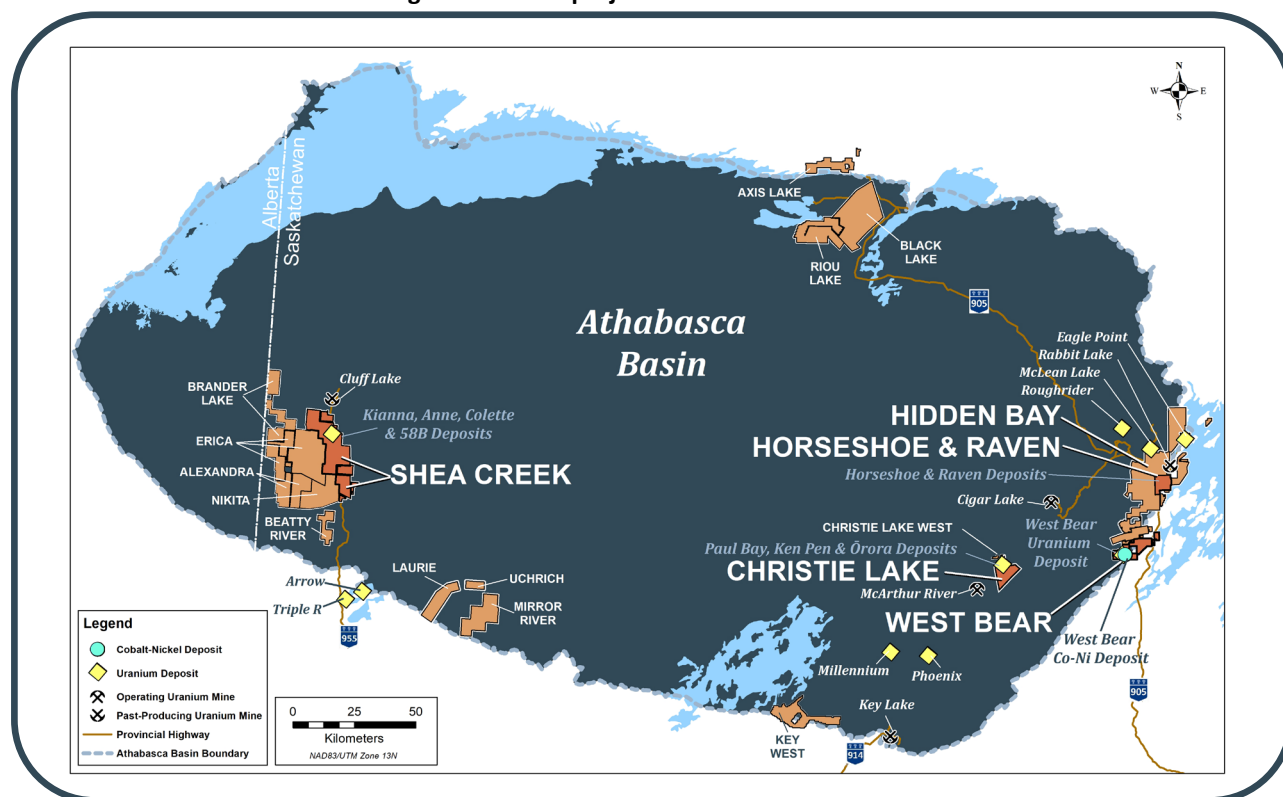 N
W
E
S
Alberta
Saskatchewan
AXIS LAKE
BLACK
LAKE
RIOU
LAKE
905
Athabasca
Basin
Eagle Point
Rabbit Lake
McLean Lake
Roughrider
BRANDER
LAKE
Cluff Lake
Kianna, Anne, Colette
& 58B Deposits
ERICA
SHEA CREEK
ALEXANDRA
NIKITA
BEATTY
RIVER
HIDDEN BAY
HORSESHOE & RAVEN
Horseshoe & Raven Deposits
Cigar Lake
West Bear
Uranium
Deposit
CHRISTIE LAKE WEST
Paul Bay, Ken Pen & Ōrora Deposits
CHRISTIE LAKE
McArthur River
WEST BEAR
West Bear
Co-Ni Deposit
Arrow
Triple R
955
LAURIE
UCHRICH
MIRROR
RIVER
Millennium
Phoenix
Key Lake
KEY
WEST
914
905
Legend
Cobalt-Nickel Deposit
Uranium Deposit
Operating Uranium Mine
Past-Producing Uranium Mine
Provincial Highway
Athabasca Basin Boundary
0 25 50
Kilometers
NAD83/UTM Zone 13N